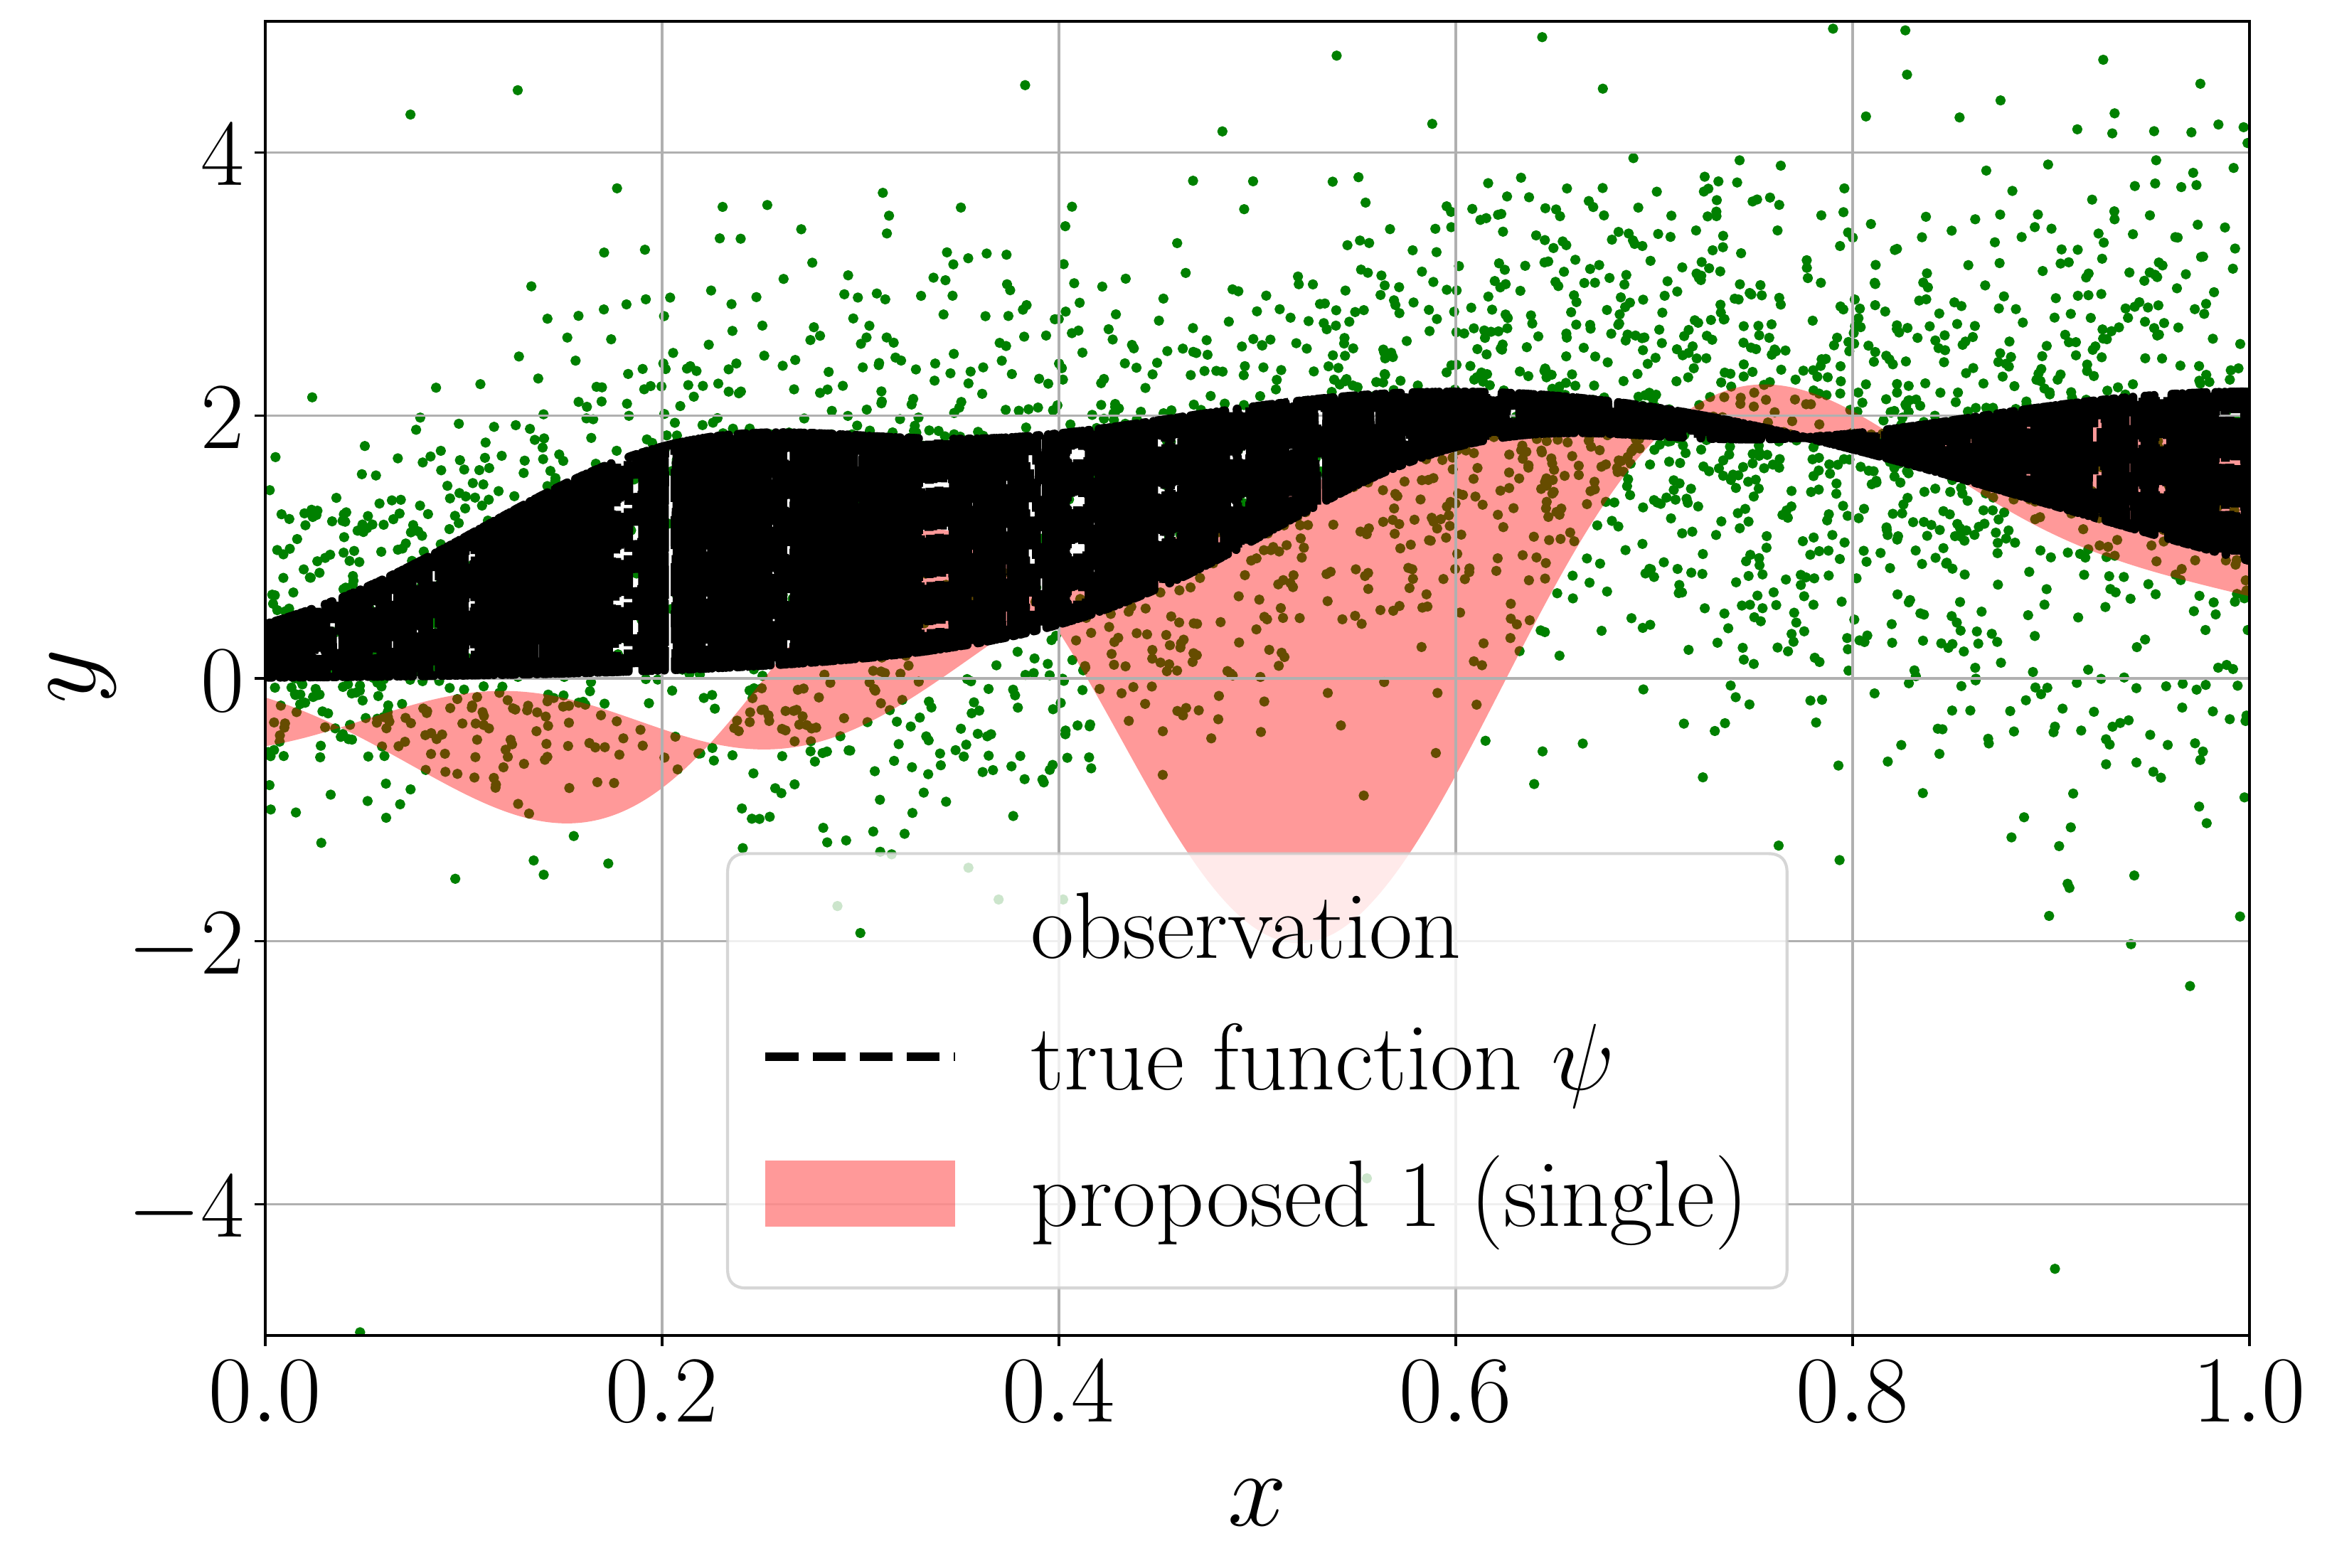 4
2
0
−2
−4
y
observation
true function ψ
proposed 1 (single)
0.0 0.2 0.4 0.6 0.8 1.0
x